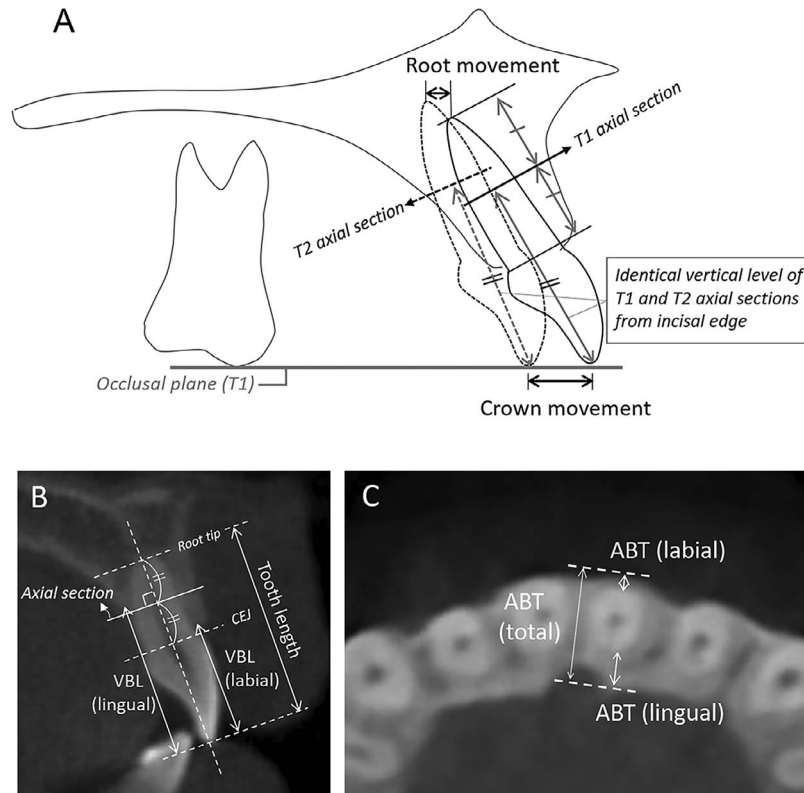 A
Root movement
T1 axial section
T2 axial section
Identical vertical level of
T1 and T2 axial sections
from incisal edge
Occlusal plane (T1)
Crown movement
B
Root tip
Axial section
CEJ
Tooth length
VBL
(lingual)
VBL
(labial)
C
ABT (labial)
ABT
(total)
ABT (lingual)